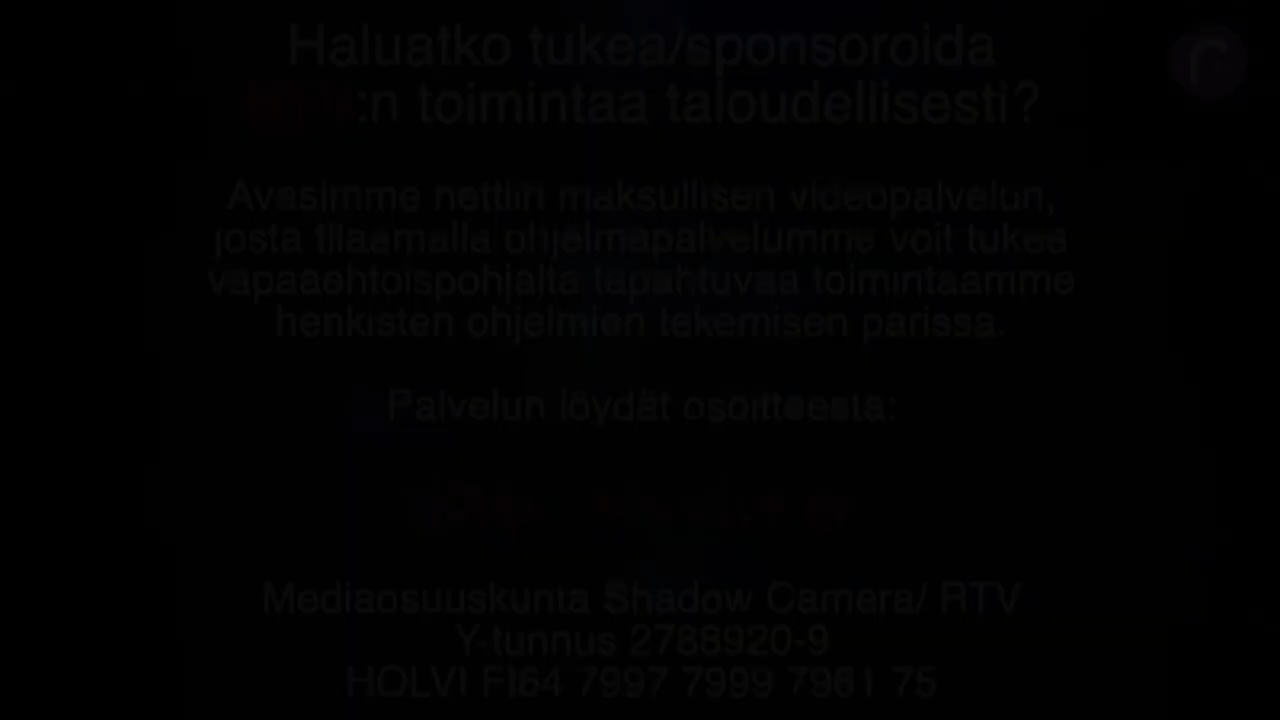 Haluatko tukea/sponsoroida
:n toimintaa taloudellisesti?
Avasimme nettiin maksullisen videopalvelun,
josta tilaamalla ohjelmapalvelumme voit tukea
vapaaehtoispohjalta tapahtuvaa toimintaamme
henkisten ohjelmien tekemisen parissa.
Palvelun löydät osoitteesta:
Mediaosuuskunta Shadow Camera/ RTV
Y-tunnus 2788920-9
HOLVI FI64 7997 7999 7961 75